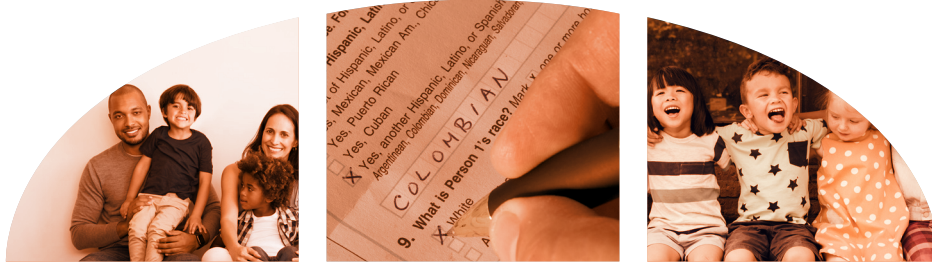 e. For
Hispanic, Latin
t of Hispanic, Latino, or
s, Mexican, Mexican Am., Chic
Yes, Puerto Rican
Yes, Cuban
X Yes, another Hispanic, Latino, or Spanish
Argentinean, Colombian, Dominican, Nicaraguan, Salvadoran
COLOMBIAN
9. What is Person 1's race? Mark X one or more bo
X White